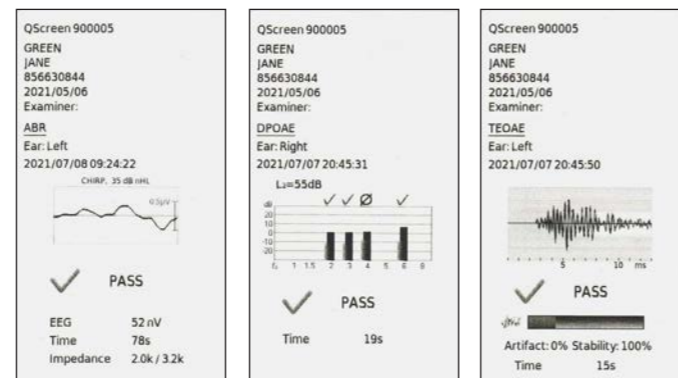 QScreen 900005
GREEN
JANE
856630844
2021/05/06
Examiner:
ABR
Ear: Left
2021/07/08 09:24:22
CHIRP, 35 dB nHL
0.5µV
PASS
EEG 52 nV
Time 78s
Impedance 2.0k / 3.2k
QScreen 900005
GREEN
JANE
856630844
2021/05/06
Examiner:
DPOAE
Ear: Right
2021/07/07 20:45:31
L₂=55dB
dB
20
10
0
-10
-20
f₂ 1 1.5 2 3 4 5 6 8
PASS
Time 19s
QScreen 900005
GREEN
JANE
856630844
2021/05/06
Examiner:
TEOAE
Ear: Left
2021/07/07 20:45:50
5 10 ms
PASS
Artifact: 0% Stability: 100%
Time 15s